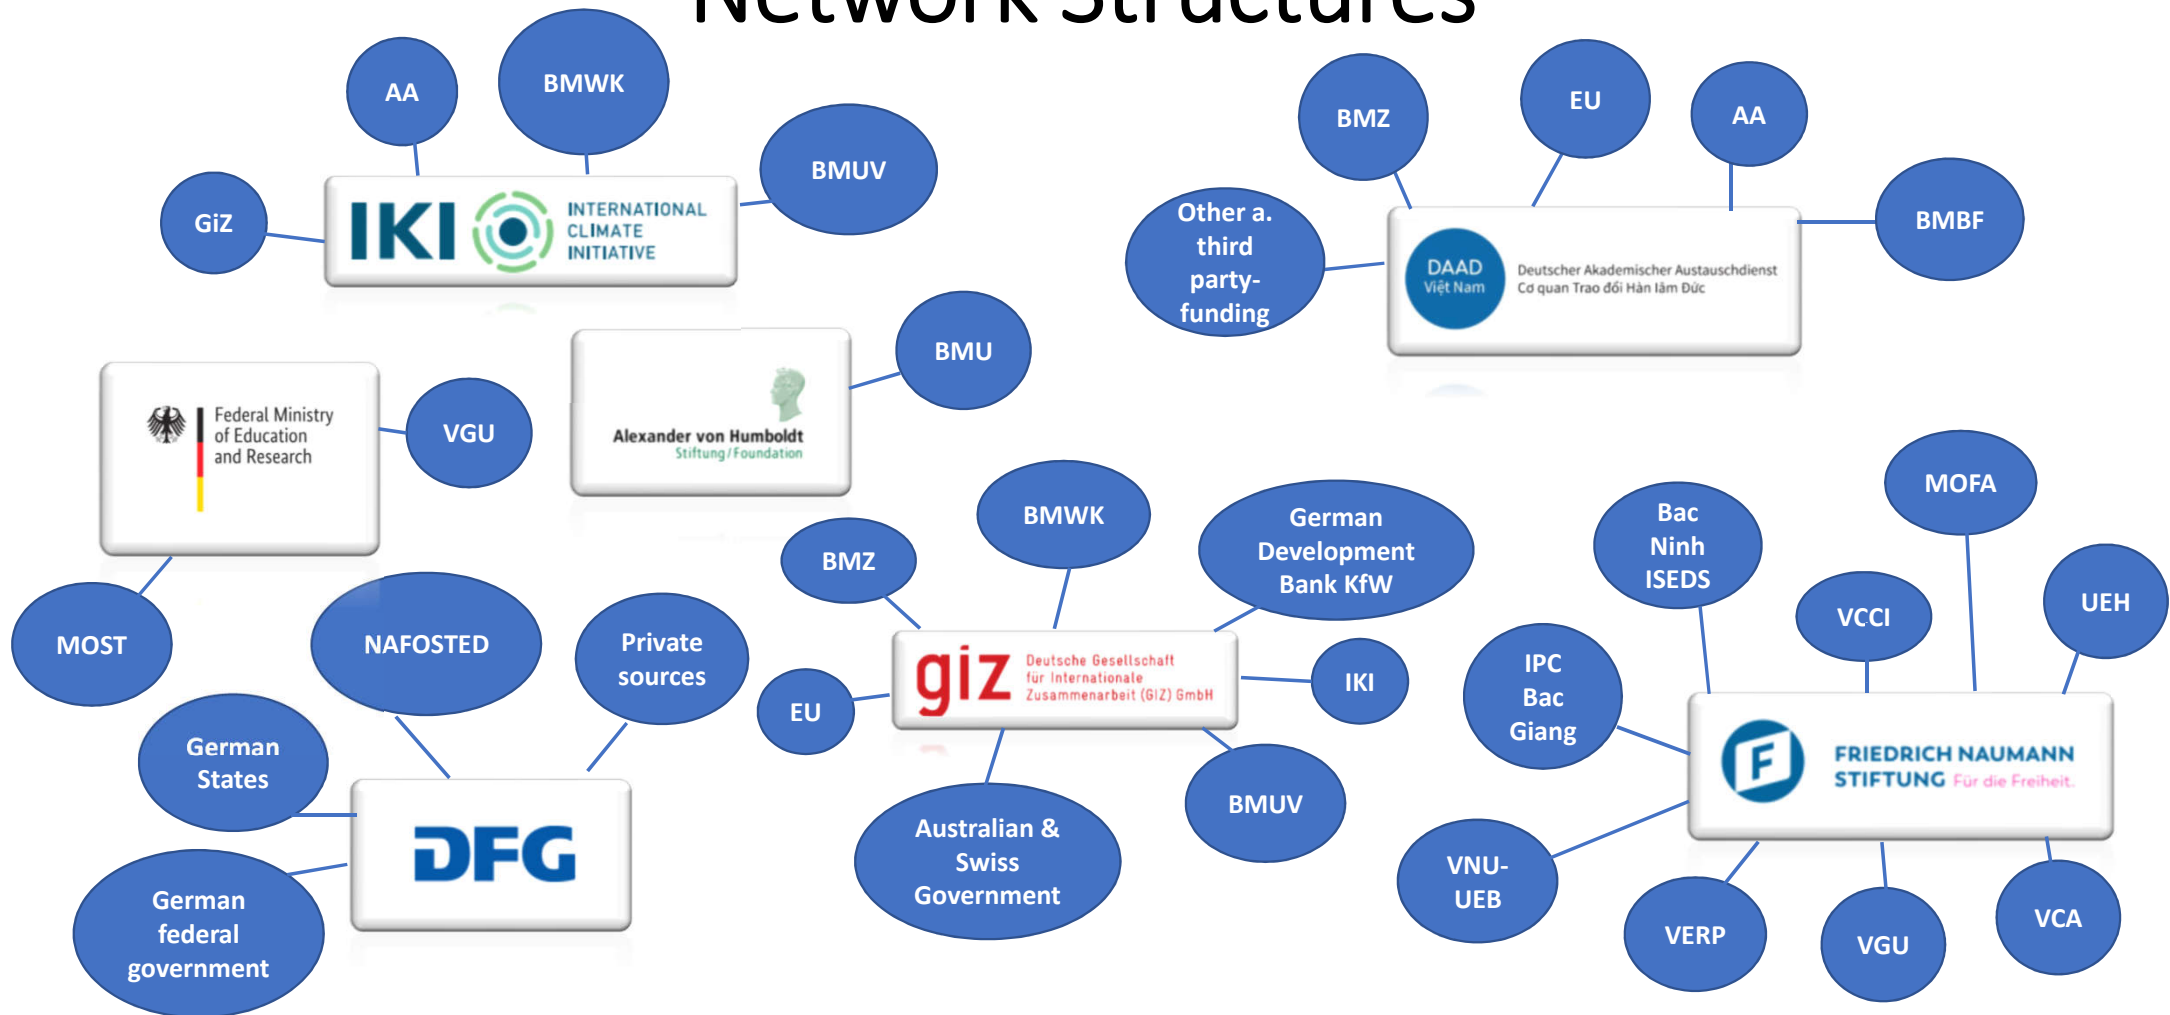 Network Structures
AA
BMWK
BMUV
GiZ
IKI
INTERNATIONAL
CLIMATE
INITIATIVE
BMZ
EU
AA
BMBF
Other a.
third
party-
funding
DAAD
Việt Nam
Deutscher Akademischer Austauschdienst
Cơ quan Trao đổi Hàn lâm Đức
Federal Ministry
of Education
and Research
VGU
MOST
Alexander von Humboldt
Stiftung/Foundation
BMU
NAFOSTED
Private
sources
German
States
German
federal
government
DFG
BMZ
BMWK
German
Development
Bank KfW
EU
giz
Deutsche Gesellschaft
für Internationale
Zusammenarbeit (GIZ) GmbH
IKI
Australian &
Swiss
Government
BMUV
Bac
Ninh
ISEDS
MOFA
VCCI
UEH
IPC
Bac
Giang
F
FRIEDRICH NAUMANN
STIFTUNG Für die Freiheit.
VNU-
UEB
VERP
VGU
VCA